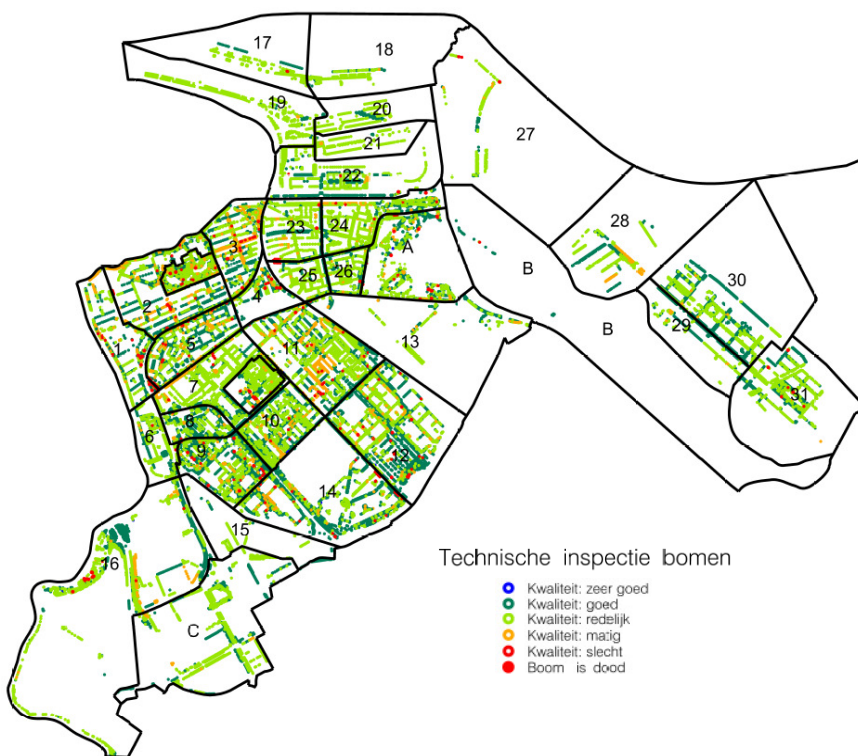 17
18
19
20
21
27
22
28
3
23
24
A
B
30
25
26
4
2
B
29
1
5
11
13
7
31
8
6
10
9
12
14
15
16
Technische inspectie bomen
Kwaliteit: zeer goed
Kwaliteit: goed
Kwaliteit: redelijk
Kwaliteit: matig
Kwaliteit: slecht
Boom is dood
C